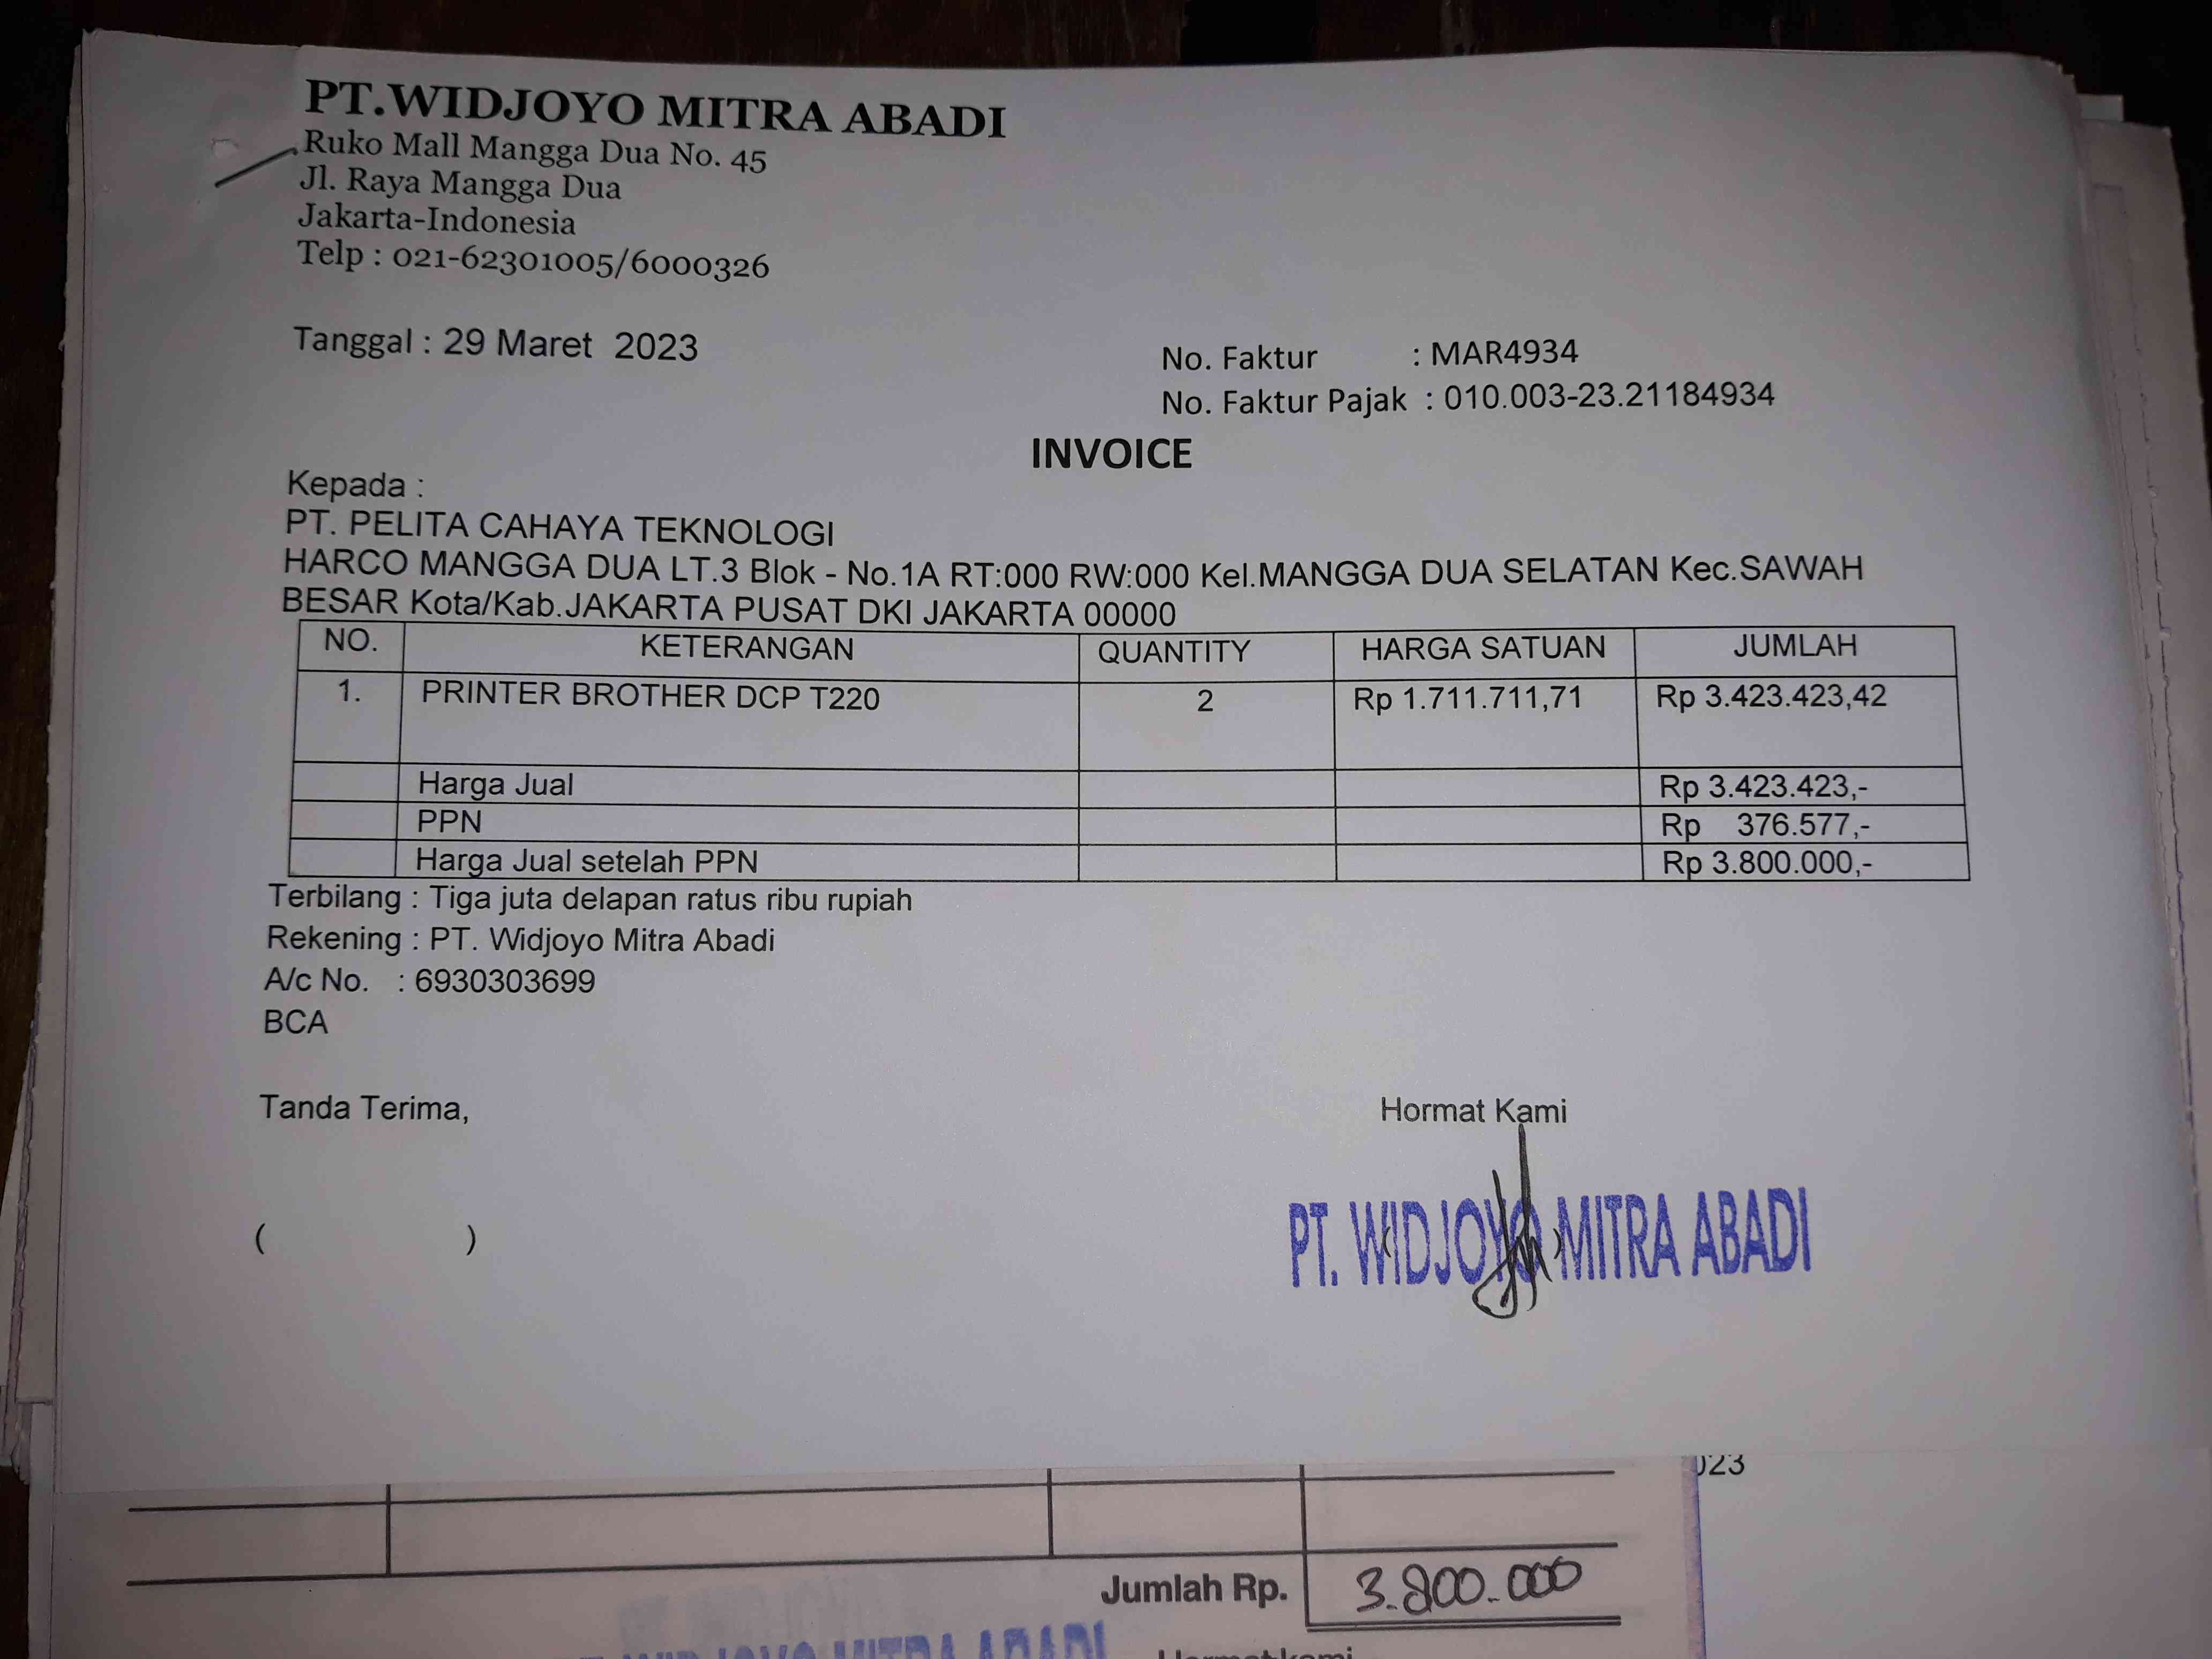 PT.WIDJOYO MITRA ABADI
Ruko Mall Mangga Dua No. 45
Jl. Raya Mangga Dua
Jakarta-Indonesia
Telp : 021-62301005/6000326
Tanggal : 29 Maret 2023
No. Faktur : MAR4934
No. Faktur Pajak : 010.003-23.21184934
INVOICE
Kepada :
PT. PELITA CAHAYA TEKNOLOGI
HARCO MANGGA DUA LT.3 Blok - No.1A RT:000 RW:000 Kel.MANGGA DUA SELATAN Kec.SAWAH
BESAR Kota/Kab.JAKARTA PUSAT DKI JAKARTA 00000
NO. KETERANGAN QUANTITY HARGA SATUAN JUMLAH
1. PRINTER BROTHER DCP T220 2 Rp 1.711.711,71 Rp 3.423.423,42
Harga Jual Rp 3.423.423,-
PPN Rp 376.577,-
Harga Jual setelah PPN Rp 3.800.000,-
Terbilang : Tiga juta delapan ratus ribu rupiah
Rekening : PT. Widjoyo Mitra Abadi
A/c No. : 6930303699
BCA
Tanda Terima, Hormat Kami
( ) PT. WIDJOYO MITRA ABADI
023
Jumlah Rp. 3.800.000
WIDJOYO MITRA ABADI Hormat kami